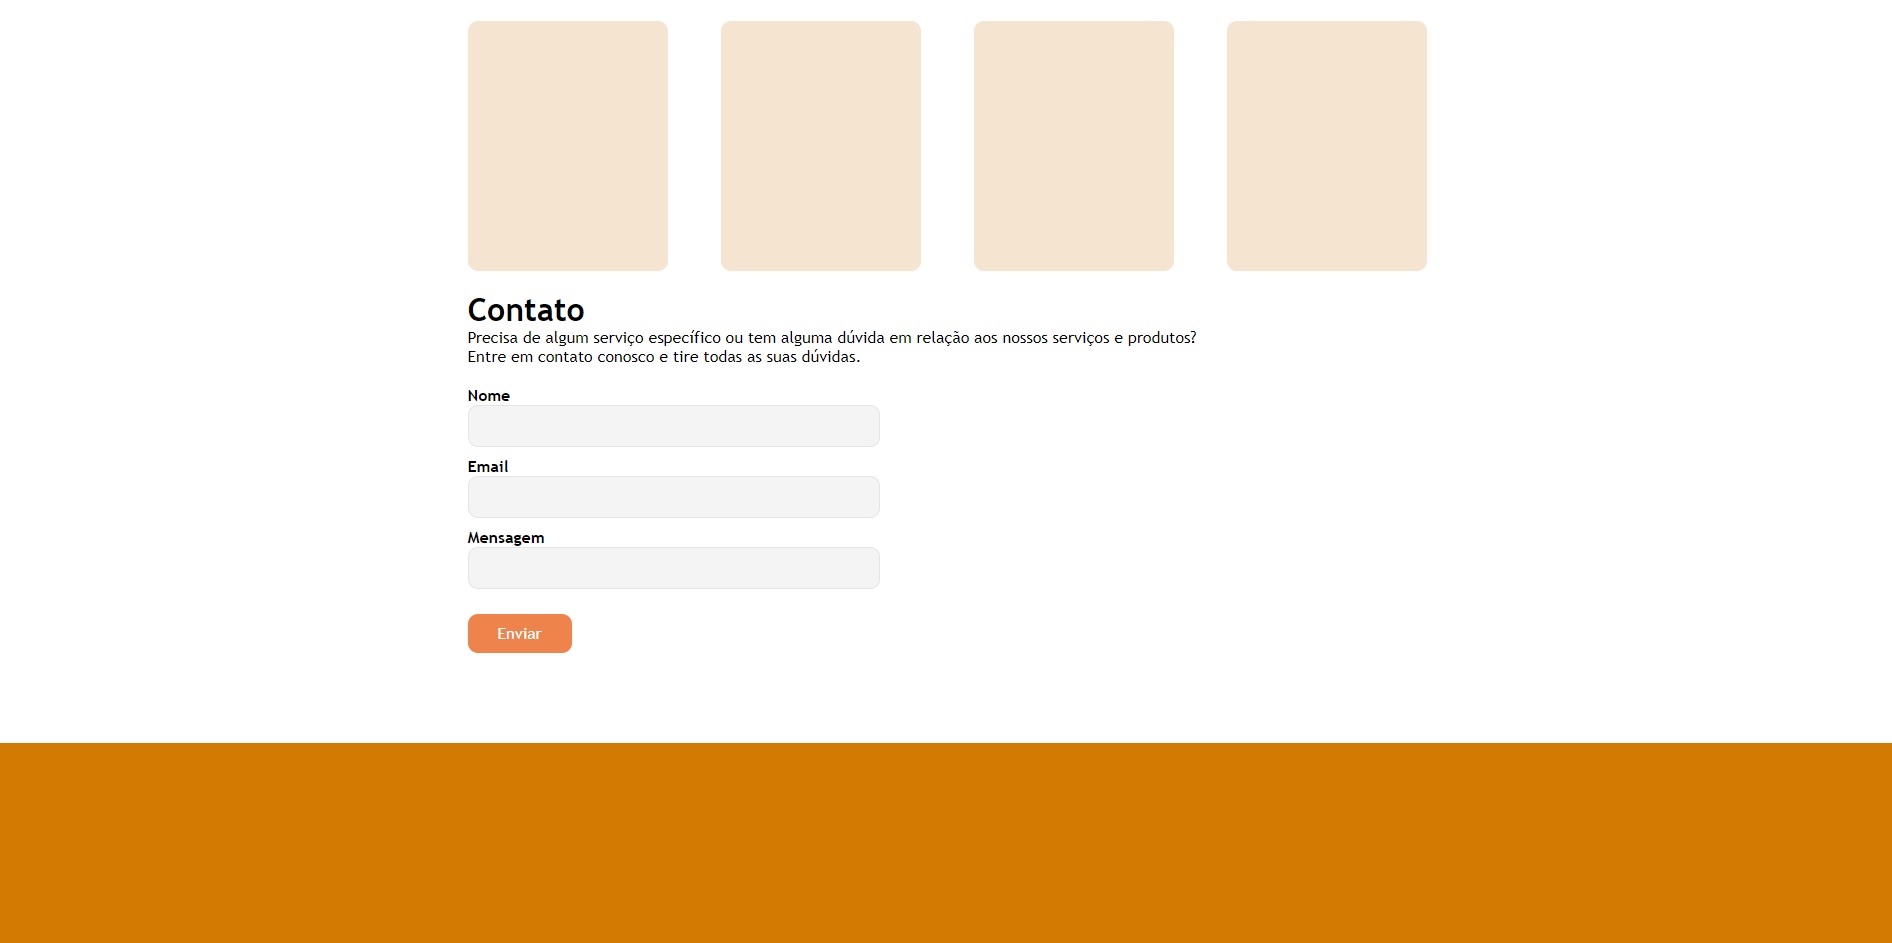 Contato
Precisa de algum serviço específico ou tem alguma dúvida em relação aos nossos serviços e produtos?
Entre em contato conosco e tire todas as suas dúvidas.
Nome
Email
Mensagem
Enviar